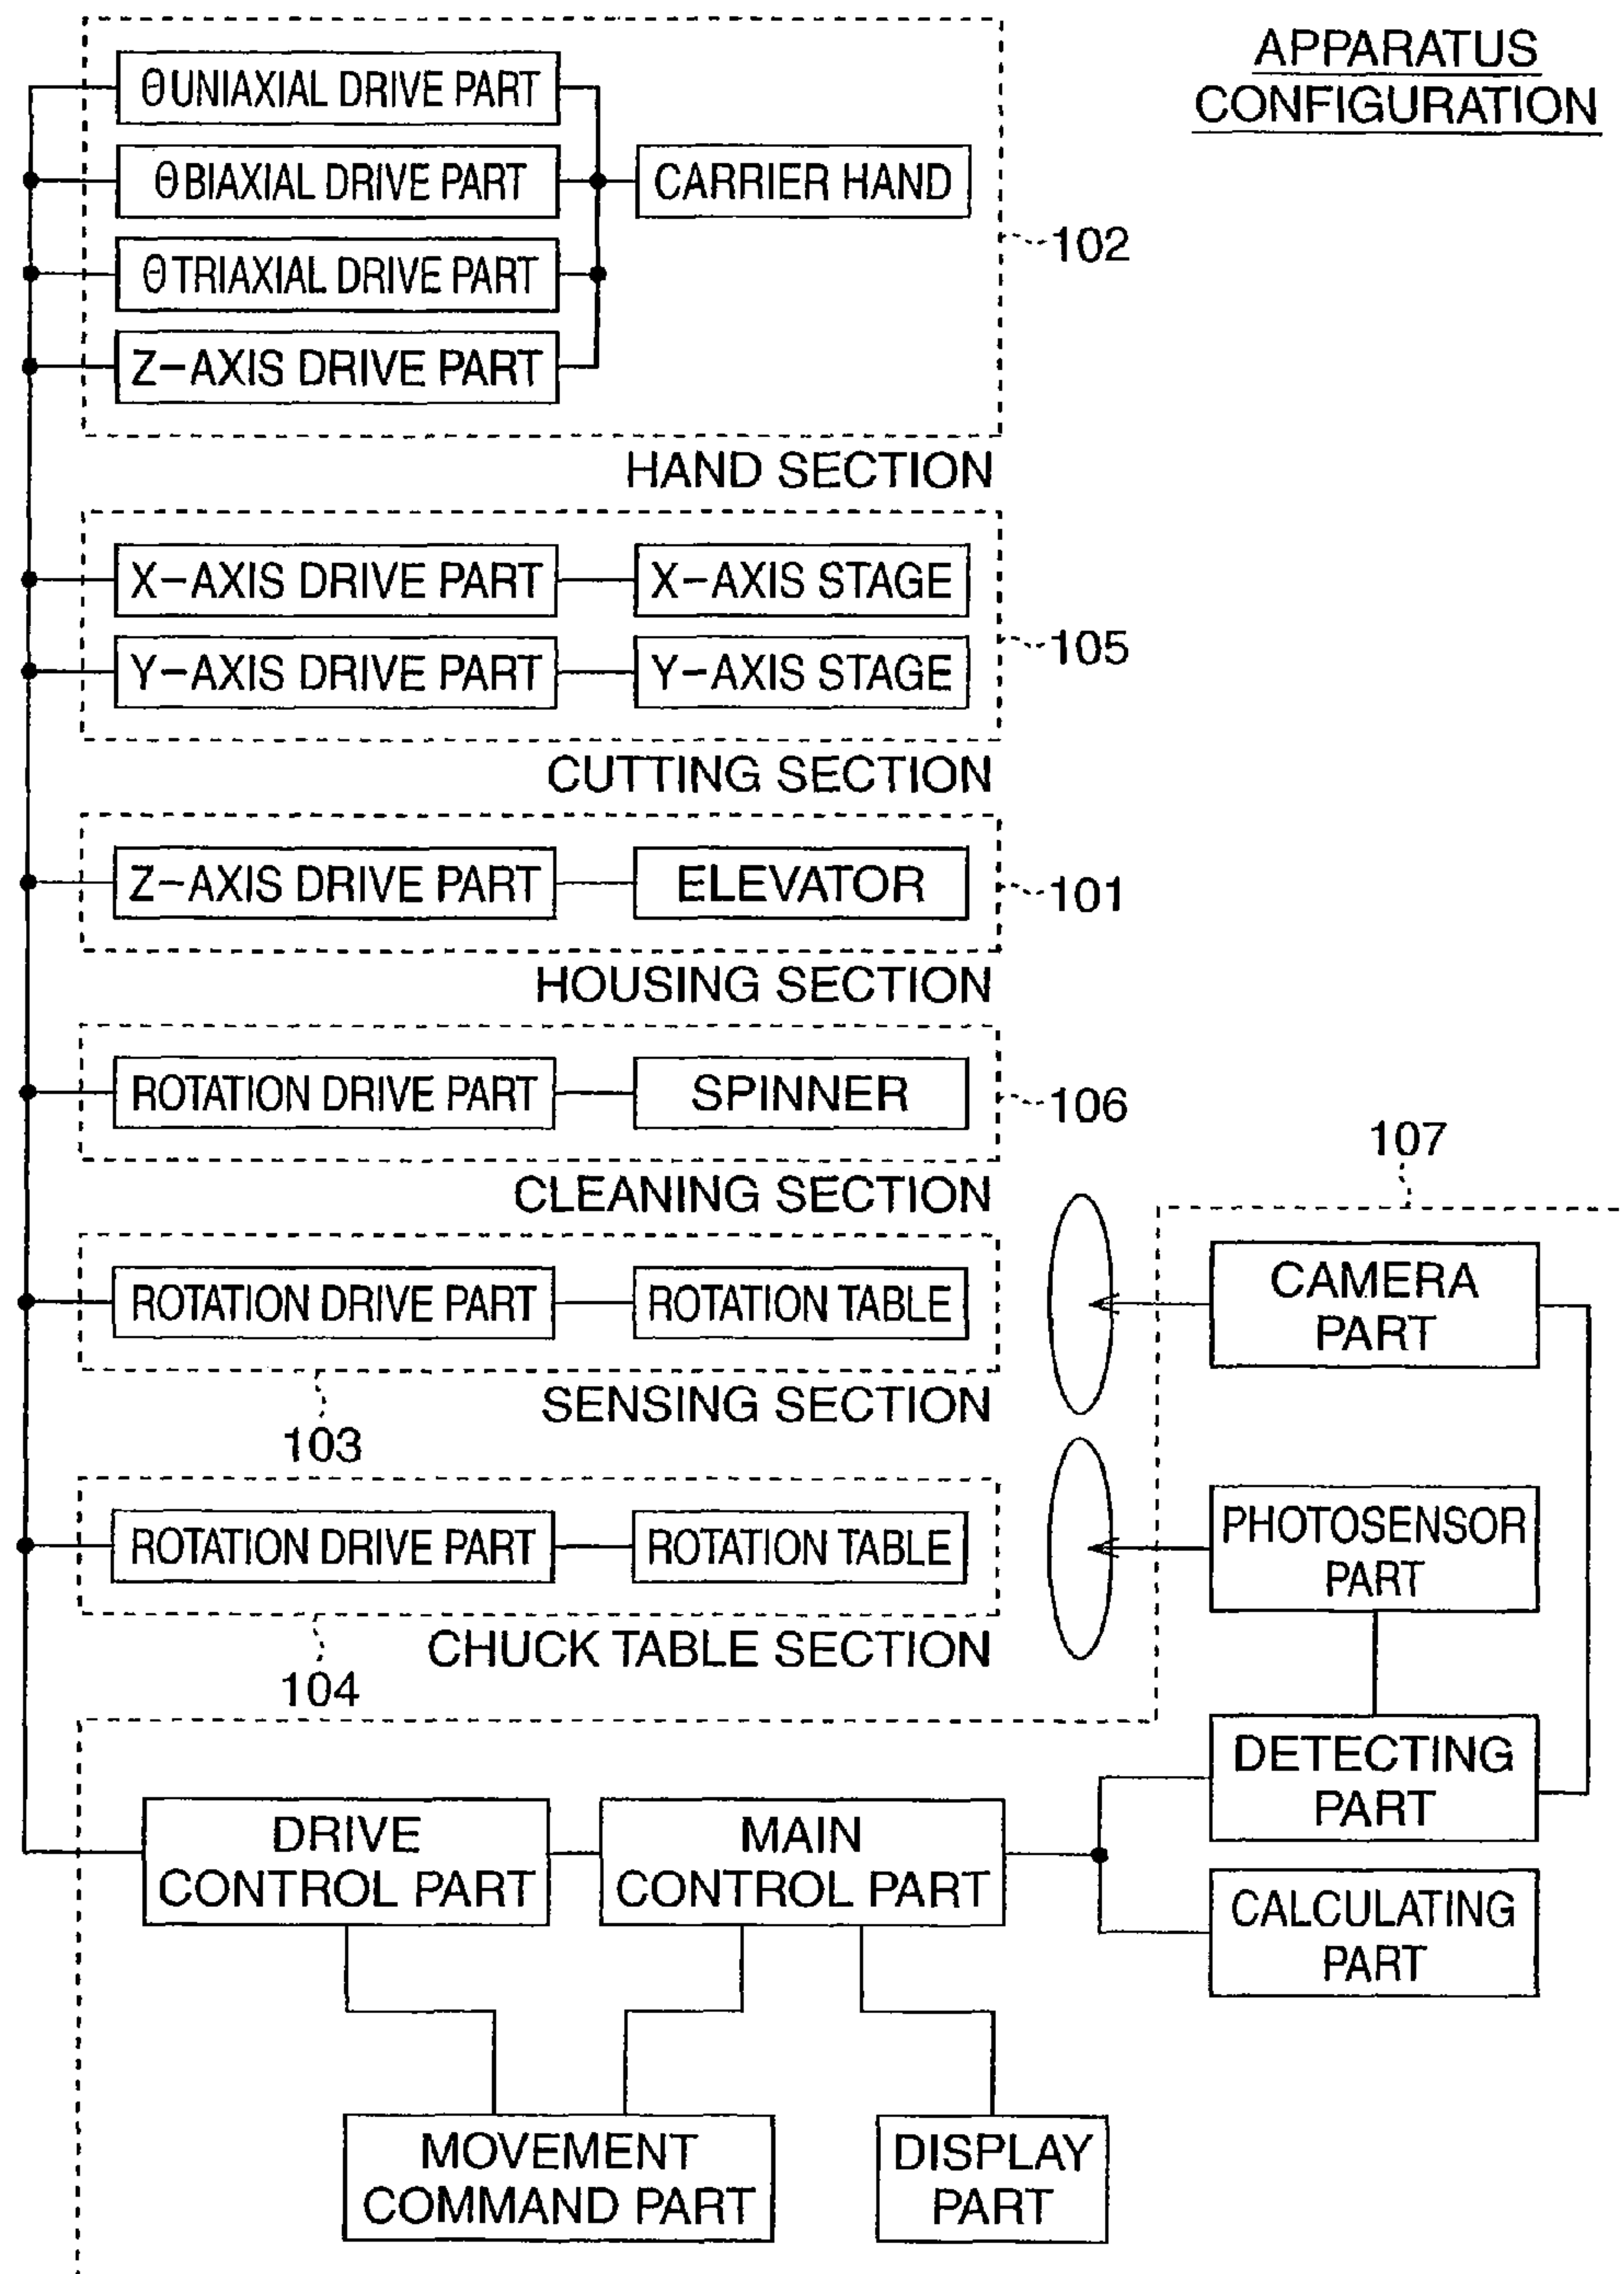 APPARATUS
CONFIGURATION
θUNIAXIAL DRIVE PART
θBIAXIAL DRIVE PART
CARRIER HAND
θTRIAXIAL DRIVE PART
Z-AXIS DRIVE PART
102
HAND SECTION
X-AXIS DRIVE PART
X-AXIS STAGE
Y-AXIS DRIVE PART
Y-AXIS STAGE
105
CUTTING SECTION
Z-AXIS DRIVE PART
ELEVATOR
101
HOUSING SECTION
ROTATION DRIVE PART
SPINNER
106
CLEANING SECTION
107
ROTATION DRIVE PART
ROTATION TABLE
CAMERA
PART
SENSING SECTION
103
ROTATION DRIVE PART
ROTATION TABLE
PHOTOSENSOR
PART
CHUCK TABLE SECTION
104
DETECTING
PART
DRIVE
CONTROL PART
MAIN
CONTROL PART
CALCULATING
PART
MOVEMENT
COMMAND PART
DISPLAY
PART